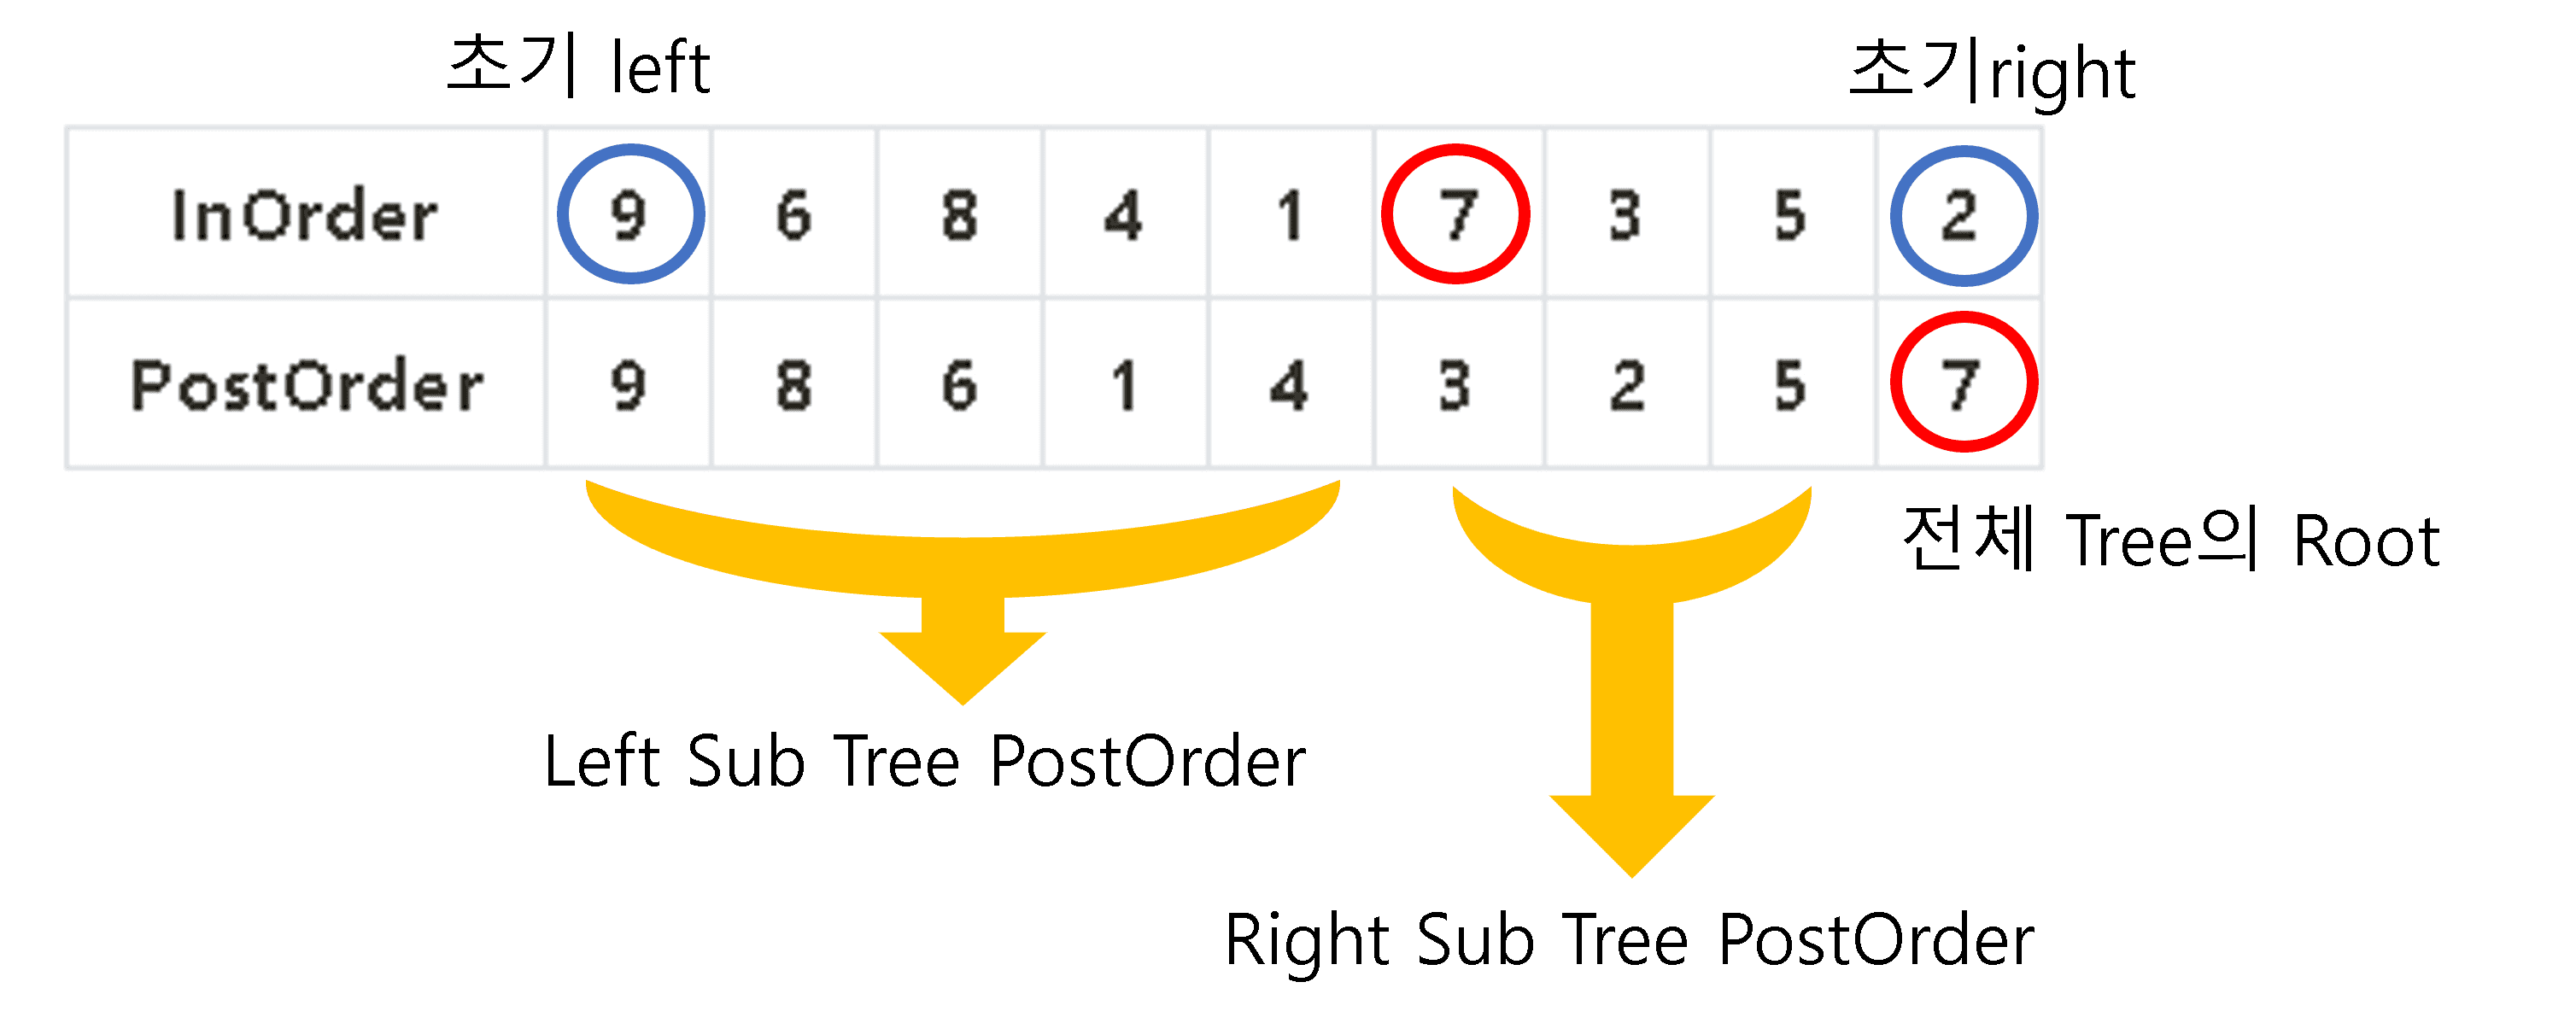 초기 left 초기right
InOrder 9 6 8 4 1 7 3 5 2
PostOrder 9 8 6 1 4 3 2 5 7
전체 Tree의 Root
Left Sub Tree PostOrder
Right Sub Tree PostOrder